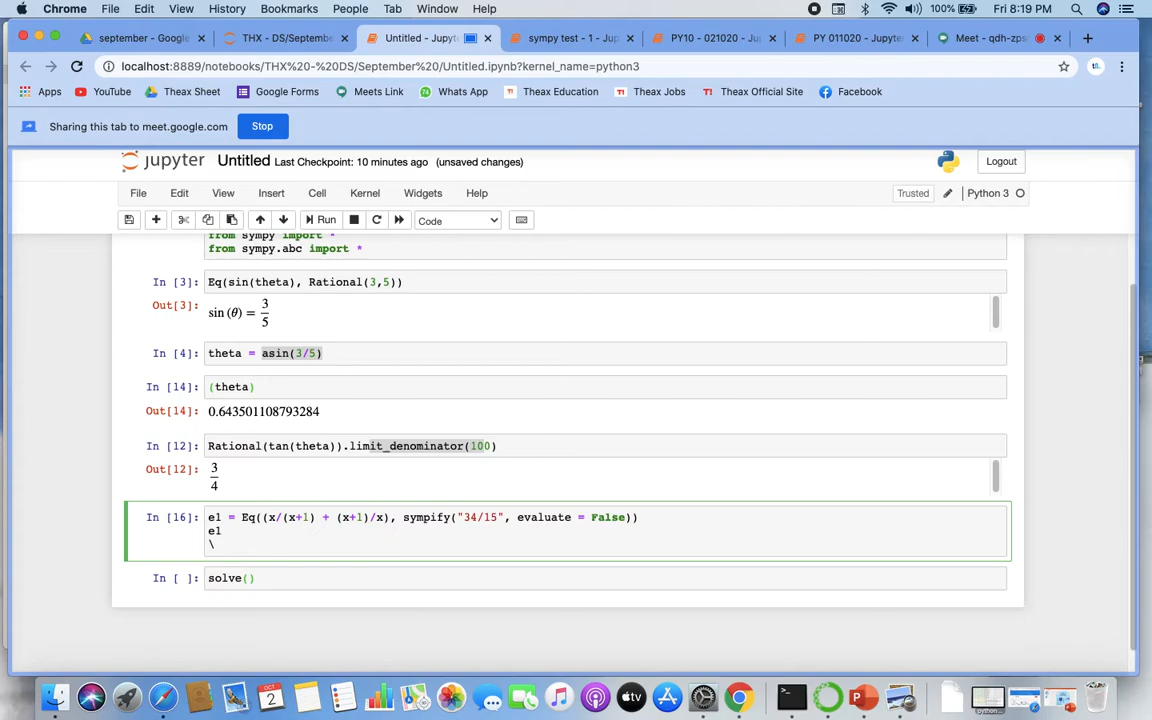 Chrome File Edit View History Bookmarks People Tab Window Help 100% Fri 8:19 PM
september - Google THX - DS/Septembe Untitled - Jupyt sympy test - 1 - Jup PY10 - 021020 - Ju PY 011020 - Jupyter Meet - qdh-zps
localhost:8889/notebooks/THX%20-%20DS/September%20/Untitled.ipynb?kernel_name=python3
Apps YouTube Theax Sheet Google Forms Meets Link Whats App Theax Education Theax Jobs Theax Official Site Facebook
Sharing this tab to meet.google.com Stop
jupyter Untitled Last Checkpoint: 10 minutes ago (unsaved changes) Logout
File Edit View Insert Cell Kernel Widgets Help Trusted Python 3
Run Code
from sympy import *
from sympy.abc import *
In [3]: Eq(sin(theta), Rational(3,5))
Out[3]: sin (θ) = 3/5
In [4]: theta = asin(3/5)
In [14]: (theta)
Out[14]: 0.643501108793284
In [12]: Rational(tan(theta)).limit_denominator(100)
Out[12]: 3/4
In [16]: e1 = Eq((x/(x+1) + (x+1)/x), sympify("34/15", evaluate = False))
e1
\
In [ ]: solve()
OCT
2